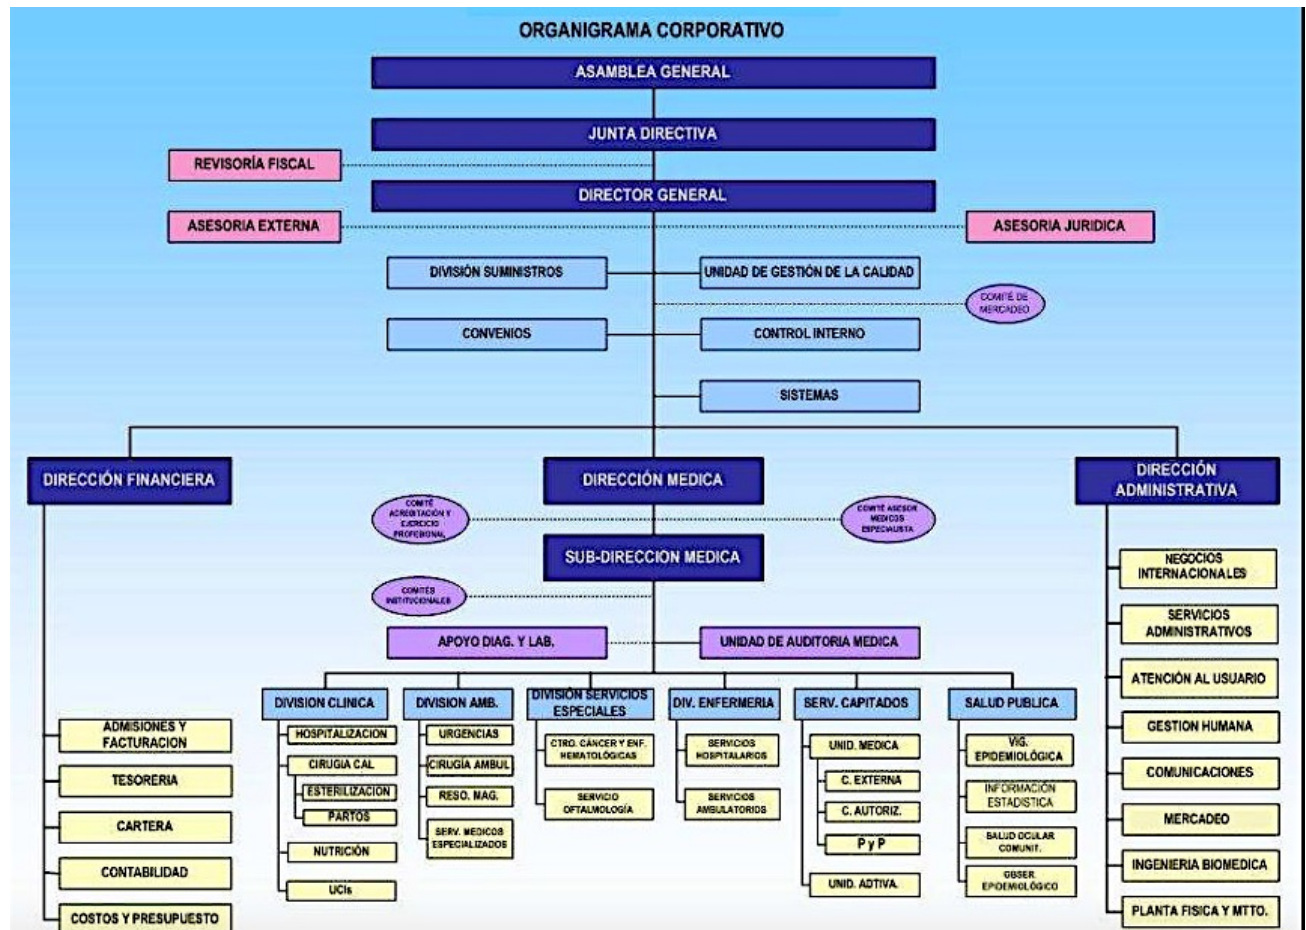 ORGANIGRAMA CORPORATIVO
ASAMBLEA GENERAL
JUNTA DIRECTIVA
REVISORÍA FISCAL
DIRECTOR GENERAL
ASESORIA EXTERNA
ASESORIA JURIDICA
DIVISIÓN SUMINISTROS
UNIDAD DE GESTIÓN DE LA CALIDAD
COMITÉ DE
MERCADEO
CONVENIOS
CONTROL INTERNO
SISTEMAS
DIRECCIÓN FINANCIERA
DIRECCIÓN MEDICA
DIRECCIÓN
ADMINISTRATIVA
COMITÉ
ACREDITACIÓN Y
EJERCICIO
PROFESIONAL
COMITÉ ASESOR
MEDICOS
ESPECIALISTA
SUB-DIRECCION MEDICA
COMITÉS
INSTITUCIONALES
APOYO DIAG. Y LAB.
UNIDAD DE AUDITORIA MEDICA
DIVISION CLINICA
HOSPITALIZACION
CIRUGIA CAL
ESTERILIZACION
PARTOS
NUTRICIÓN
UCIs
DIVISION AMB.
URGENCIAS
CIRUGÍA AMBUL
RESO. MAG.
SERV. MEDICOS
ESPECIALIZADOS
DIVISIÓN SERVICIOS
ESPECIALES
CTRO. CÁNCER Y ENF.
HEMATOLÓGICAS
SERVICIO
OFTALMOLOGÍA
DIV. ENFERMERIA
SERVICIOS
HOSPITALARIOS
SERVICIOS
AMBULATORIOS
SERV. CAPITADOS
UNID. MEDICA
C. EXTERNA
C. AUTORIZ.
P y P
UNID. ADTIVA.
SALUD PUBLICA
VIG.
EPIDEMIOLÓGICA
INFORMACIÓN
ESTADISTICA
SALUD OCULAR
COMUNIT.
OBSER.
EPIDEMIOLÓGICO
ADMISIONES Y
FACTURACION
TESORERIA
CARTERA
CONTABILIDAD
COSTOS Y PRESUPUESTO
NEGOCIOS
INTERNACIONALES
SERVICIOS
ADMINISTRATIVOS
ATENCIÓN AL USUARIO
GESTION HUMANA
COMUNICACIONES
MERCADEO
INGENIERIA BIOMEDICA
PLANTA FISICA Y MTTO.